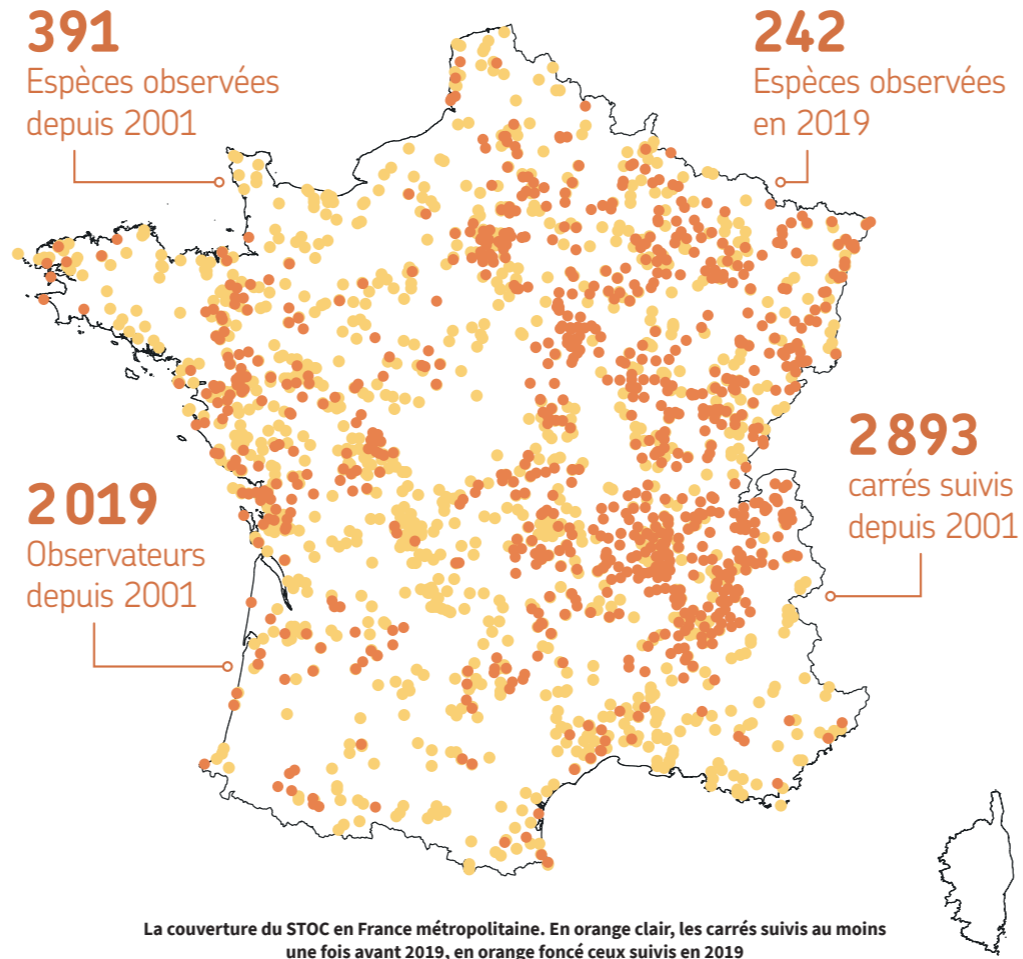 391
Espèces observées
depuis 2001
242
Espèces observées
en 2019
2 893
carrés suivis
depuis 2001
2 019
Observateurs
depuis 2001
La couverture du STOC en France métropolitaine. En orange clair, les carrés suivis au moins
une fois avant 2019, en orange foncé ceux suivis en 2019